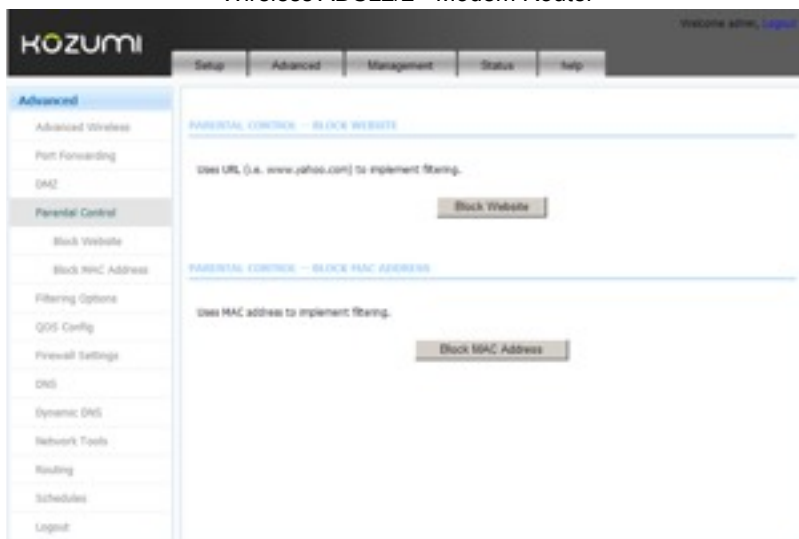 Wireless ADSL2/2+ Modem Router
KOZUMI
Welcome admin, Logout
Setup
Advanced
Management
Status
help
Advanced
Advanced Wireless
Port Forwarding
DMZ
Parental Control
Block Website
Block MAC Address
Filtering Options
QOS Config
Firewall Settings
DNS
Dynamic DNS
Network Tools
Routing
Schedules
Logout
PARENTAL CONTROL -- BLOCK WEBSITE
Uses URL (i.e. www.yahoo.com) to implement filtering.
Block Website
PARENTAL CONTROL -- BLOCK MAC ADDRESS
Uses MAC address to implement filtering.
Block MAC Address